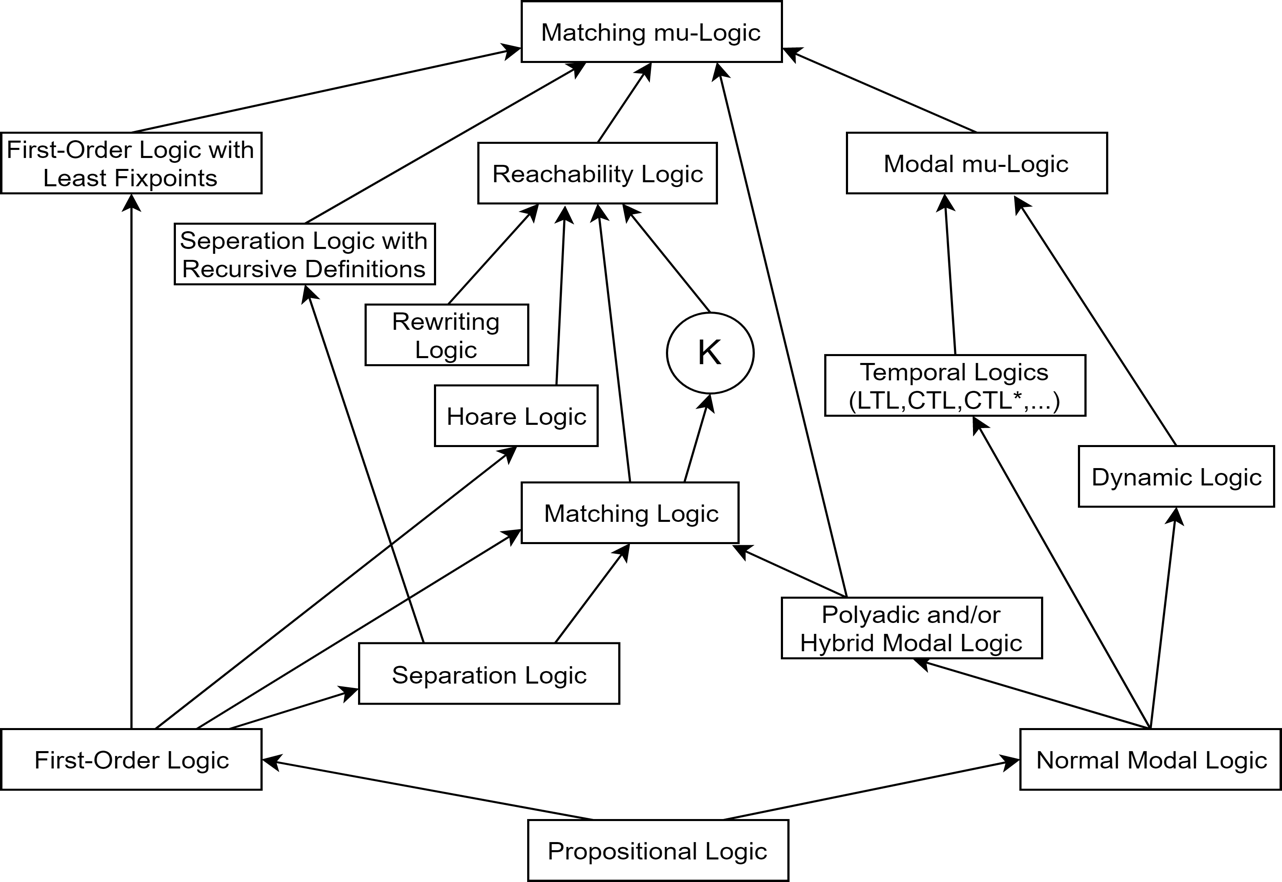 Matching mu-Logic
First-Order Logic with
Least Fixpoints
Reachability Logic
Modal mu-Logic
Seperation Logic with
Recursive Definitions
Rewriting
Logic
K
Temporal Logics
(LTL,CTL,CTL*,...)
Hoare Logic
Dynamic Logic
Matching Logic
Polyadic and/or
Hybrid Modal Logic
Separation Logic
First-Order Logic
Normal Modal Logic
Propositional Logic